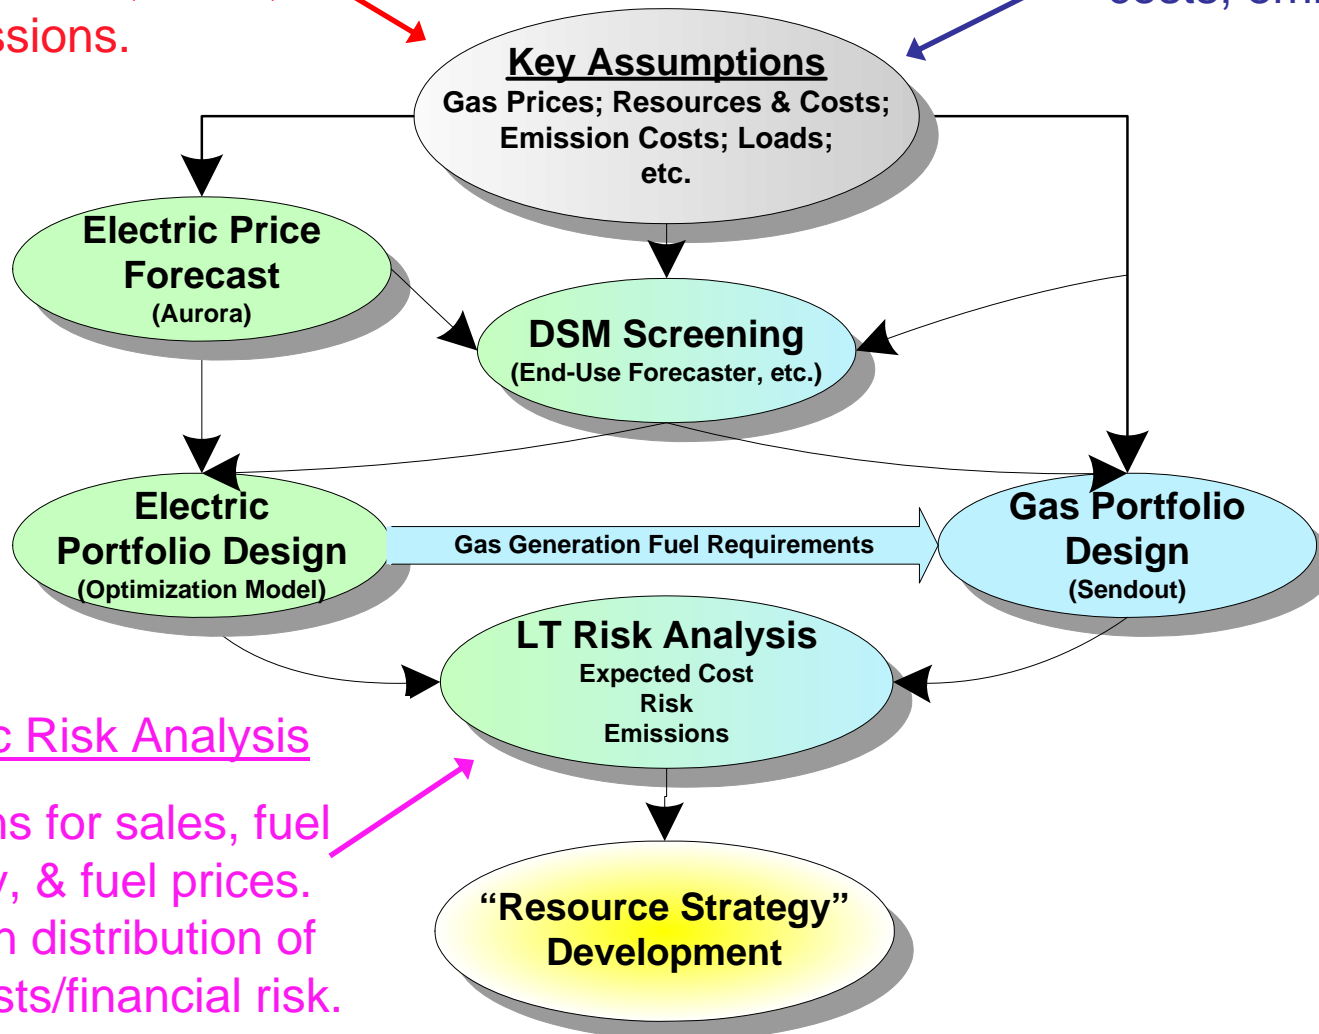 ssions.
costs, emi
Key Assumptions
Gas Prices; Resources & Costs;
Emission Costs; Loads;
etc.
Electric Price
Forecast
(Aurora)
DSM Screening
(End-Use Forecaster, etc.)
Electric
Portfolio Design
(Optimization Model)
Gas Generation Fuel Requirements
Gas Portfolio
Design
(Sendout)
LT Risk Analysis
Expected Cost
Risk
Emissions
c Risk Analysis
ns for sales, fuel
y, & fuel prices.
n distribution of
sts/financial risk.
“Resource Strategy”
Development